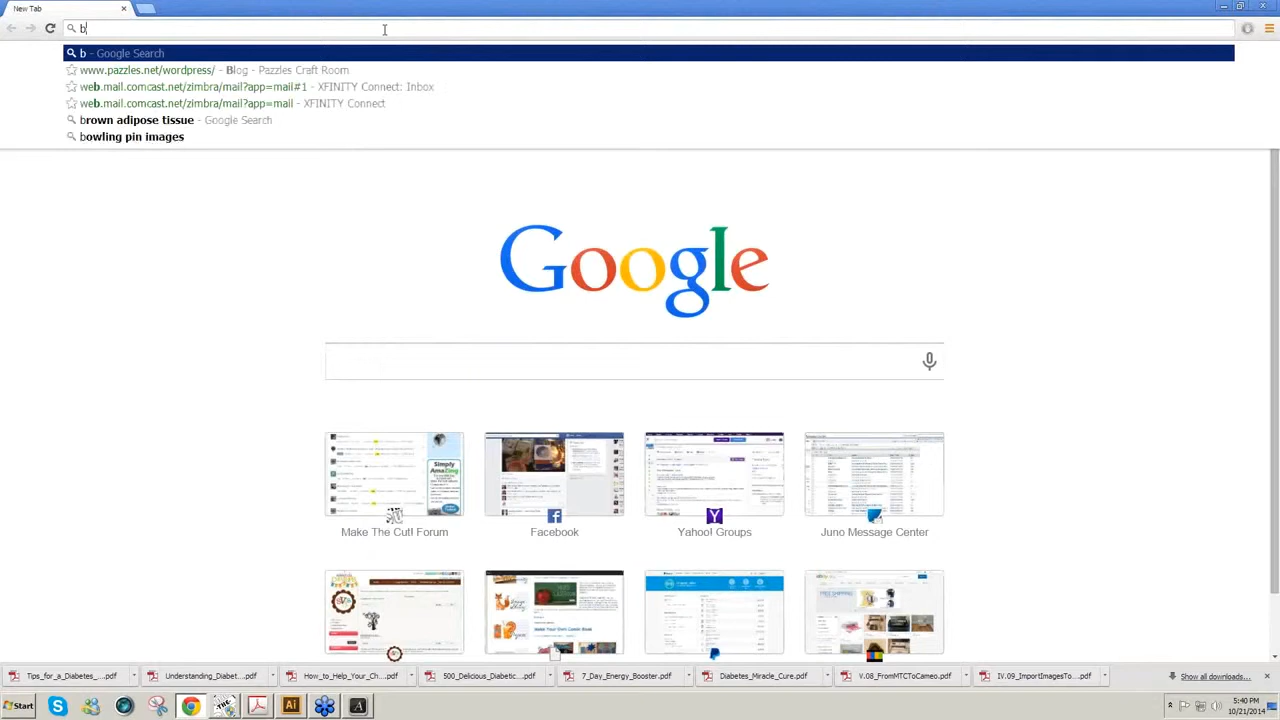 New Tab
b
b - Google Search
www.pazzles.net/wordpress/ - Blog - Pazzles Craft Room
web.mail.comcast.net/zimbra/mail?app=mail#1 - XFINITY Connect: Inbox
web.mail.comcast.net/zimbra/mail?app=mail - XFINITY Connect
brown adipose tissue - Google Search
bowling pin images
Google
Make The Cut! Forum
Facebook
Yahoo! Groups
Juno Message Center
Tips_for_a_Diabetes_....pdf
Understanding_Diabet....pdf
How_to_Help_Your_Ch....pdf
500_Delicious_Diabetic....pdf
7_Day_Energy_Booster.pdf
Diabetes_Miracle_Cure.pdf
V.08_FromMTCToCameo.pdf
IV.09_ImportImagesTo....pdf
Show all downloads...
Start
5:40 PM
10/21/2014